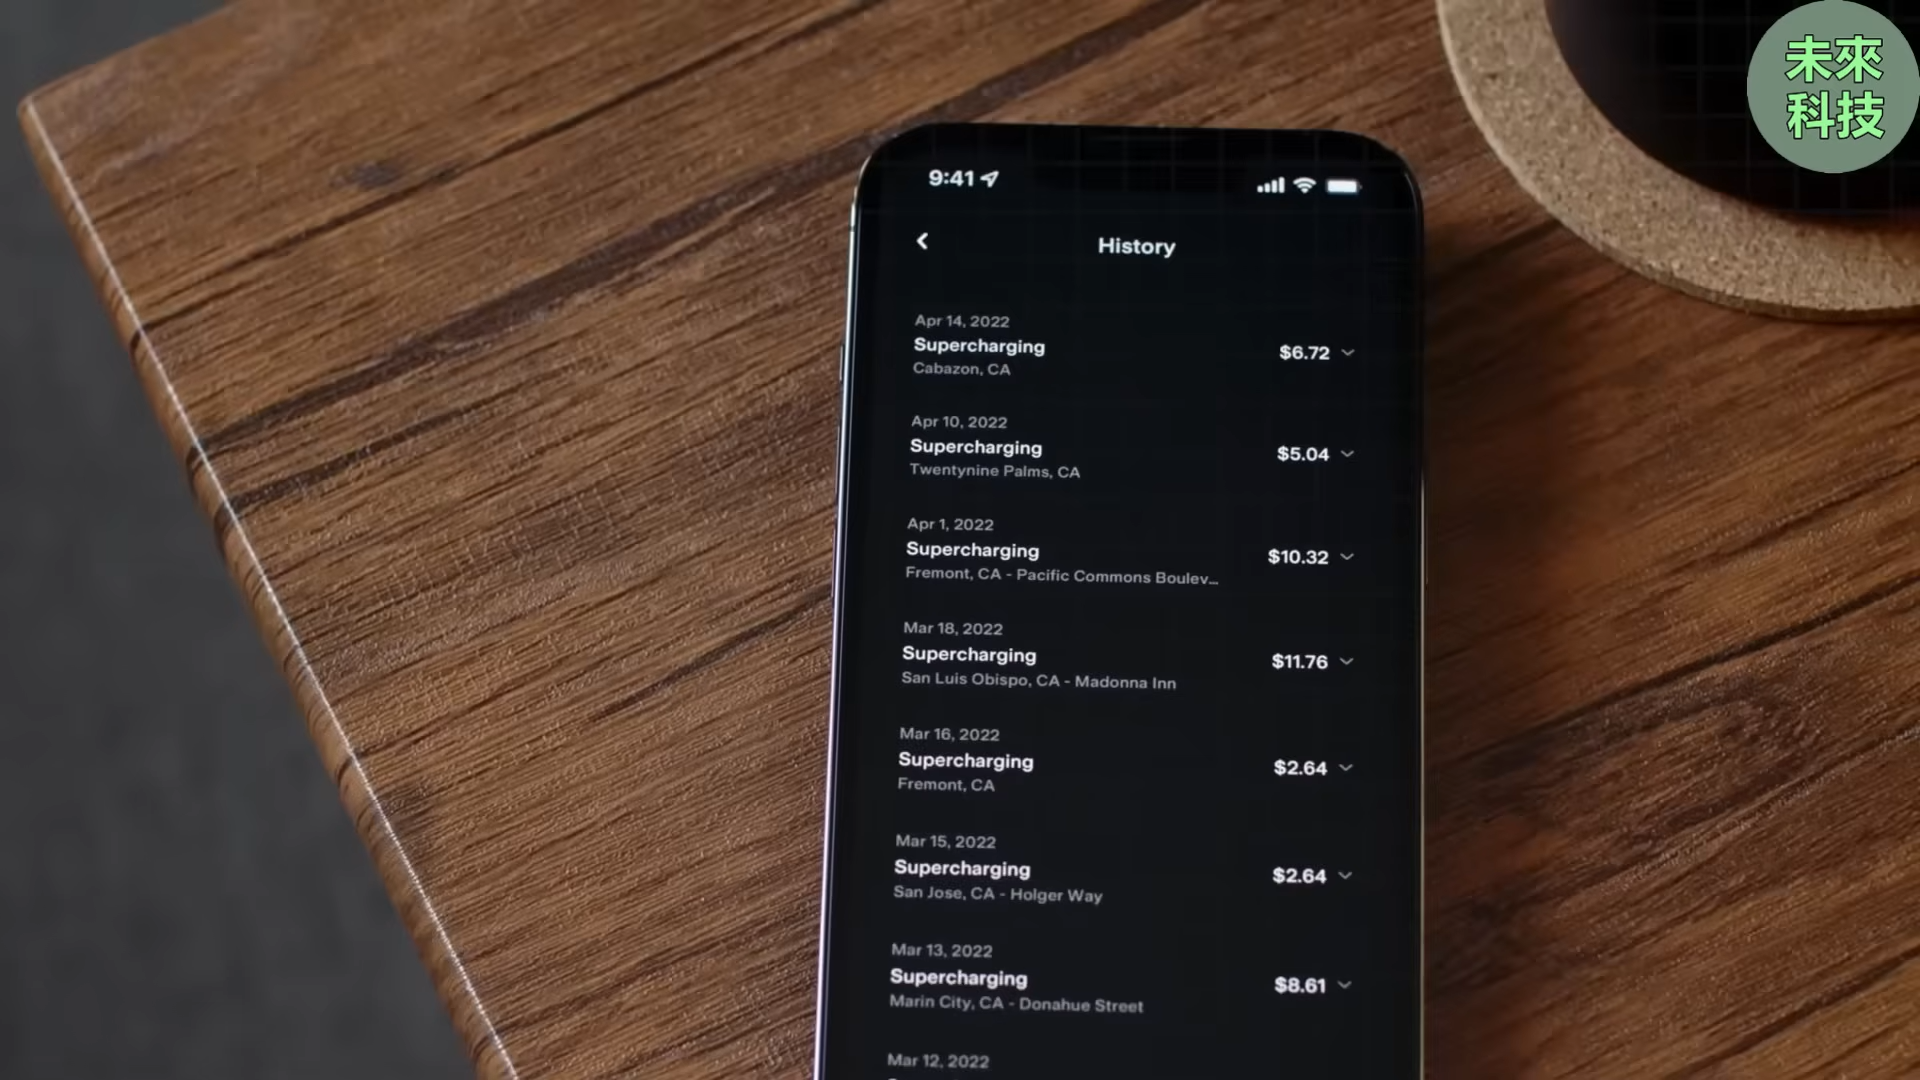 未來
科技
9:41
History
Apr 14, 2022
Supercharging
$6.72
Cabazon, CA
Apr 10, 2022
Supercharging
$5.04
Twentynine Palms, CA
Apr 1, 2022
Supercharging
$10.32
Fremont, CA - Pacific Commons Boulev...
Mar 18, 2022
Supercharging
$11.76
San Luis Obispo, CA - Madonna Inn
Mar 16, 2022
Supercharging
$2.64
Fremont, CA
Mar 15, 2022
Supercharging
$2.64
San Jose, CA - Holger Way
Mar 13, 2022
Supercharging
$8.61
Marin City, CA - Donahue Street
Mar 12, 2022